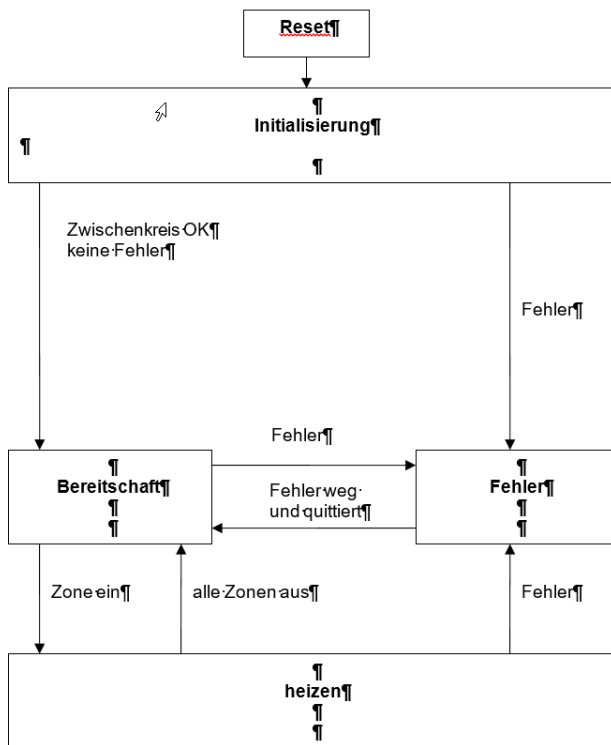 Reset¶
¶
Initialisierung¶
¶
¶
Zwischenkreis·OK¶
keine·Fehler¶
Fehler¶
Fehler¶
¶
Bereitschaft¶
¶
¶
Fehler·weg·
und·quittiert¶
¶
Fehler¶
¶
¶
Zone·ein¶
alle·Zonen·aus¶
Fehler¶
¶
heizen¶
¶
¶